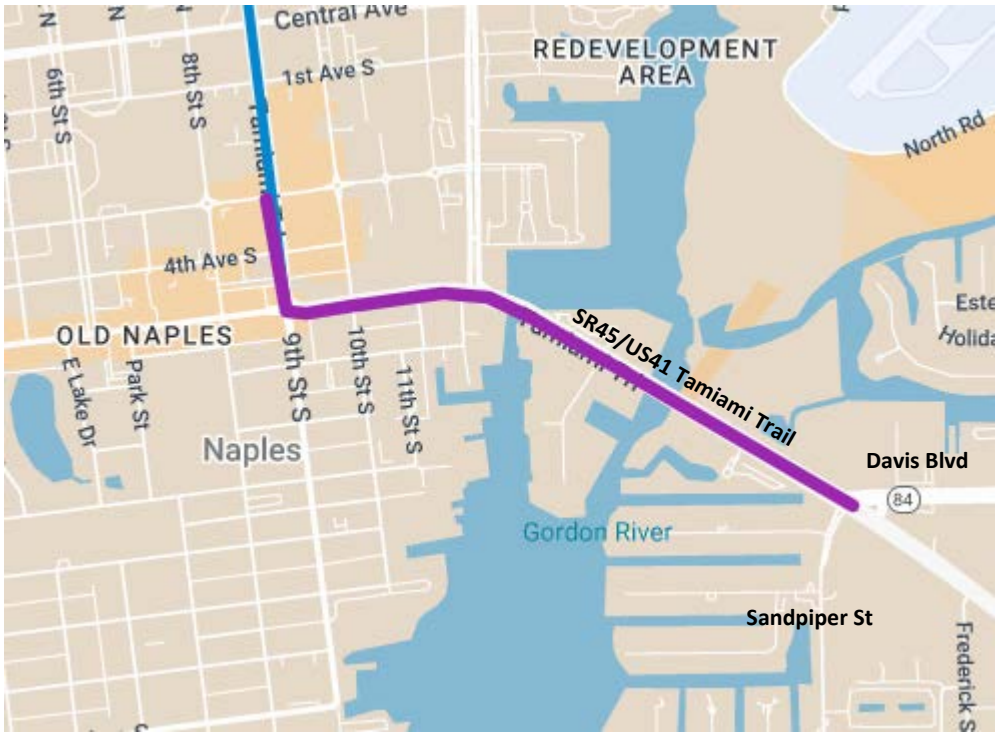 N
N
Central Ave
REDEVELOPMENT
AREA
1st Ave S
6th St S
8th St S
North Rd
4th Ave S
OLD NAPLES
SR45/US41 Tamiami Trail
Este
Holida
E Lake Dr
Park St
9th St S
10th St S
11th St S
Naples
Davis Blvd
84
Gordon River
Sandpiper St
Frederick S